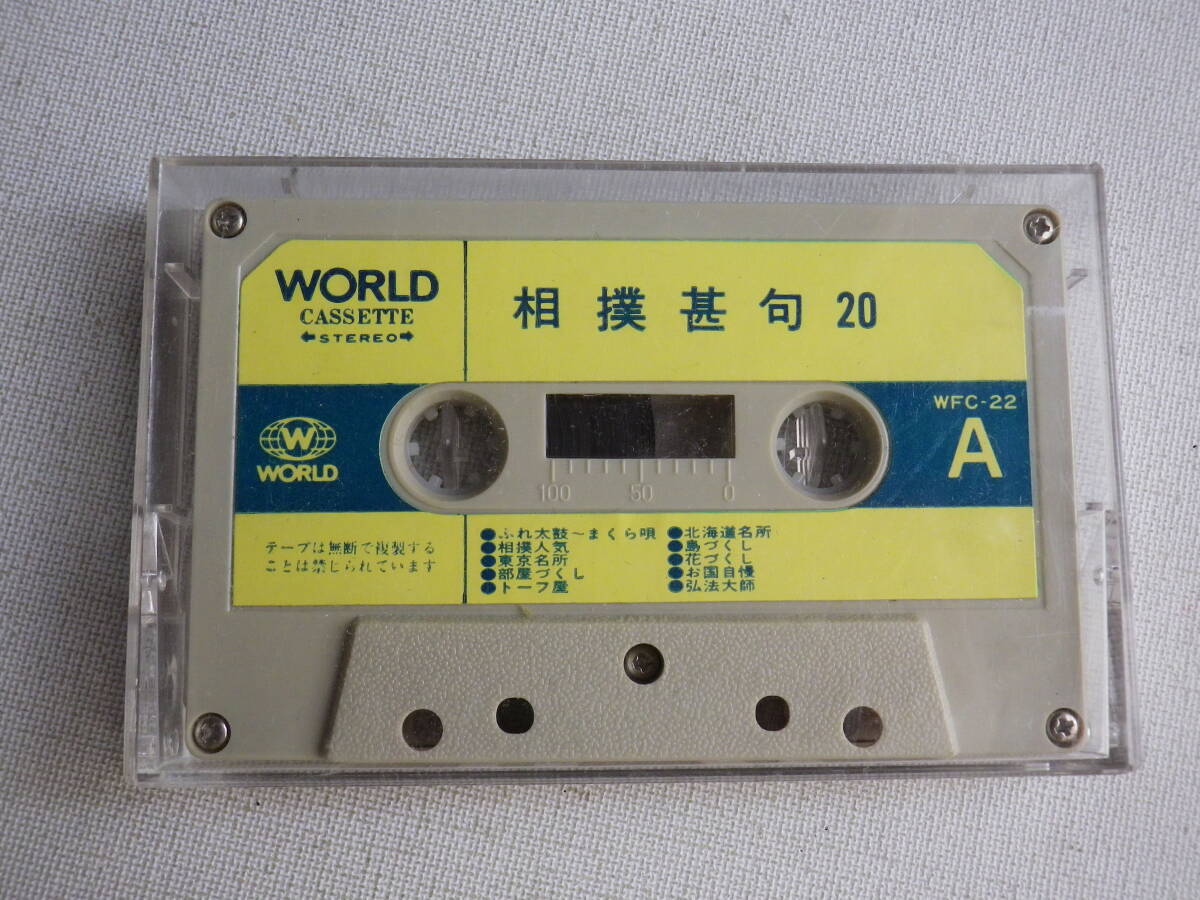 WORLD
CASSETTE
STEREO
相撲甚句 20
W
WORLD
WFC-22
A
100 50 0
テープは無断で複製する
ことは禁じられています
●ふれ太鼓～まくら唄
●相撲人気
●東京名所
●部屋づくし
●トーフ屋
●北海道名所
●島づくし
●花づくし
●お国自慢
●弘法大師